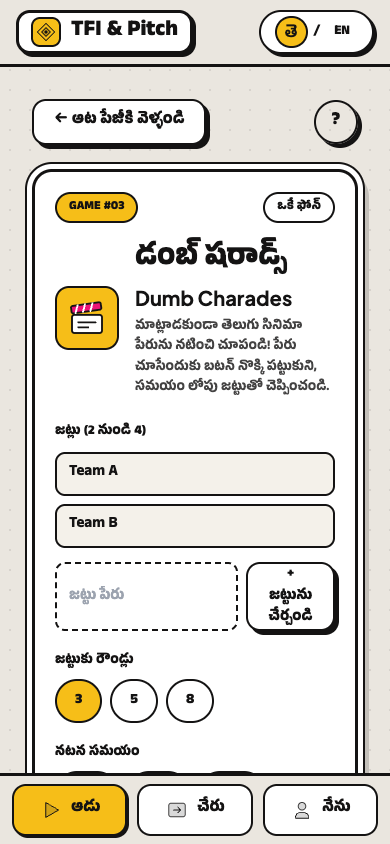 TFI & Pitch
తె / EN
← ఆట పేజీకి వెళ్ళండి
?
GAME #03
ఒకే ఫోన్
డంబ్ షరాడ్స్
Dumb Charades
మాట్లాడకుండా తెలుగు సినిమా
పేరును నటించి చూపండి! పేరు
చూసేందుకు బటన్ నొక్కి పట్టుకుని,
సమయం లోపు జట్టుతో చెప్పించండి.
జట్లు (2 నుండి 4)
Team A
Team B
జట్టు పేరు
+
జట్టును
చేర్చండి
జట్టుకు రౌండ్లు
3 5 8
నటన సమయం
ఆడు
చేరు
నేను